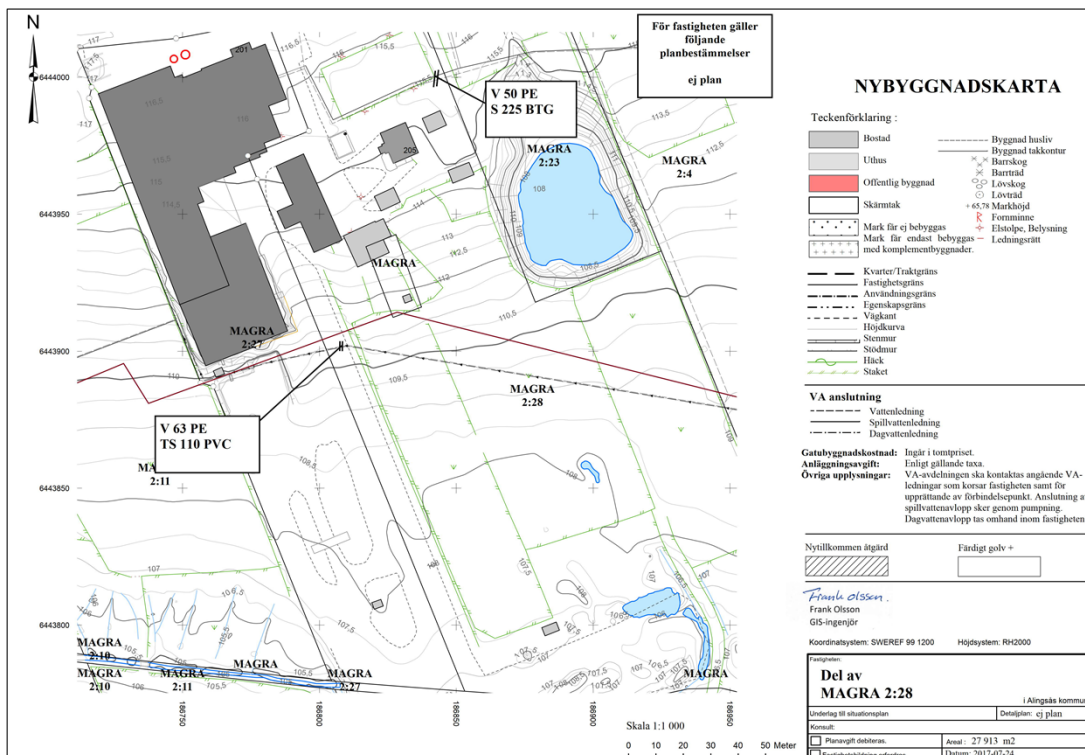 N
För fastigheten gäller
följande
planbestämmelser
ej plan
V 50 PE
S 225 BTG
V 63 PE
TS 110 PVC
MAGRA
2:23
MAGRA
2:4
MAGRA
MAGRA
2:27
MAGRA
2:28
2:11
MAGRA
2:10
MAGRA
2:10
MAGRA
2:11
MAGRA
2:27
MAGRA
201
205
6444000
6443950
6443900
6443850
6443800
186750
186800
186850
186900
186950
Skala 1:1 000
0 10 20 30 40 50 Meter
NYBYGGNADSKARTA
Teckenförklaring :
Bostad
Uthus
Offentlig byggnad
Skärmtak
Mark får ej bebyggas
Mark får endast bebyggas
med komplementbyggnader.
Byggnad husliv
Byggnad takkontur
Barrskog
Barrträd
Lövskog
Lövträd
+ 65,78 Markhöjd
Fornminne
Elstolpe, Belysning
Ledningsrätt
Kvarter/Traktgräns
Fastighetsgräns
Användningsgräns
Egenskapsgräns
Vägkant
Höjdkurva
Stenmur
Stödmur
Häck
Staket
VA anslutning
Vattenledning
Spillvattenledning
Dagvattenledning
Gatubyggnadskostnad: Ingår i tomtpriset.
Anläggningsavgift: Enligt gällande taxa.
Övriga upplysningar: VA-avdelningen ska kontaktas angående VA-
ledningar som korsar fastigheten samt för
upprättande av förbindelsepunkt. Anslutning a
spillvattenavlopp sker genom pumpning.
Dagvattenavlopp tas omhand inom fastigheten
Nytillkommen åtgärd
Färdigt golv +
Frank Olsson.
Frank Olsson
GIS-ingenjör
Koordinatsystem: SWEREF 99 1200 Höjdsystem: RH2000
Fastigheten:
Del av
MAGRA 2:28
i Alingsås kommun
Underlag till situationsplan
Detaljplan: ej plan
Konsult:
Planavgift debiteras.
Areal : 27 913 m2
Datum: 2017-07-24